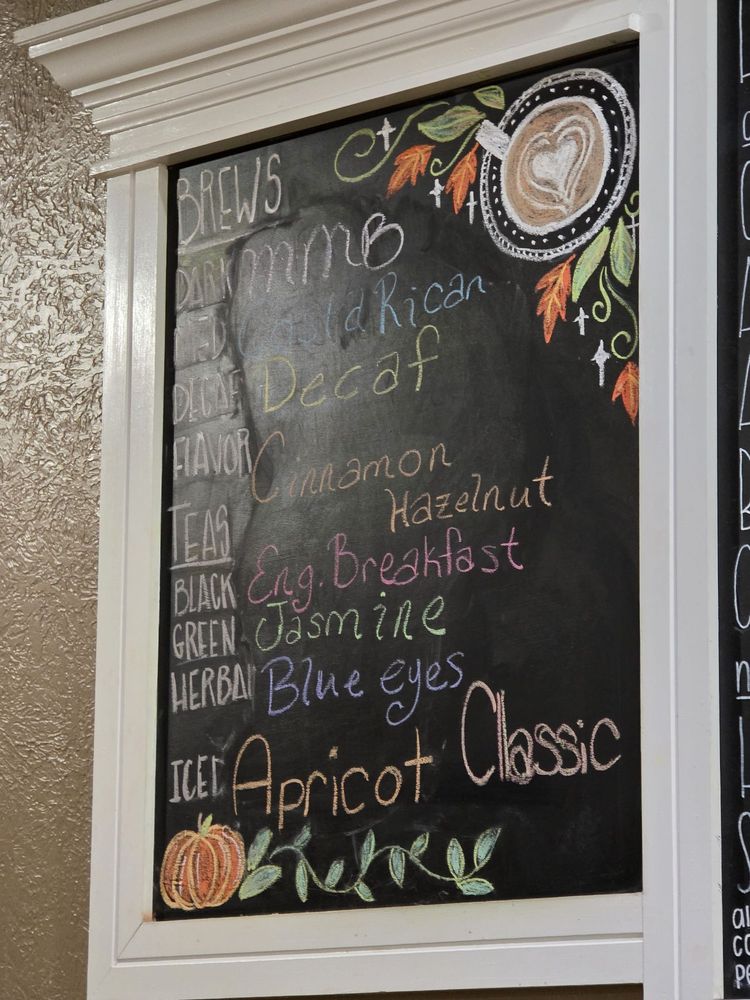 BREWS
DARK MMB
MED Rican
DECAF Decaf
FLAVOR Cinnamon
Hazelnut
TEAS
BLACK Eng. Breakfast
GREEN Jasmine
HERBAL Blue eyes
ICED Apricot Classic